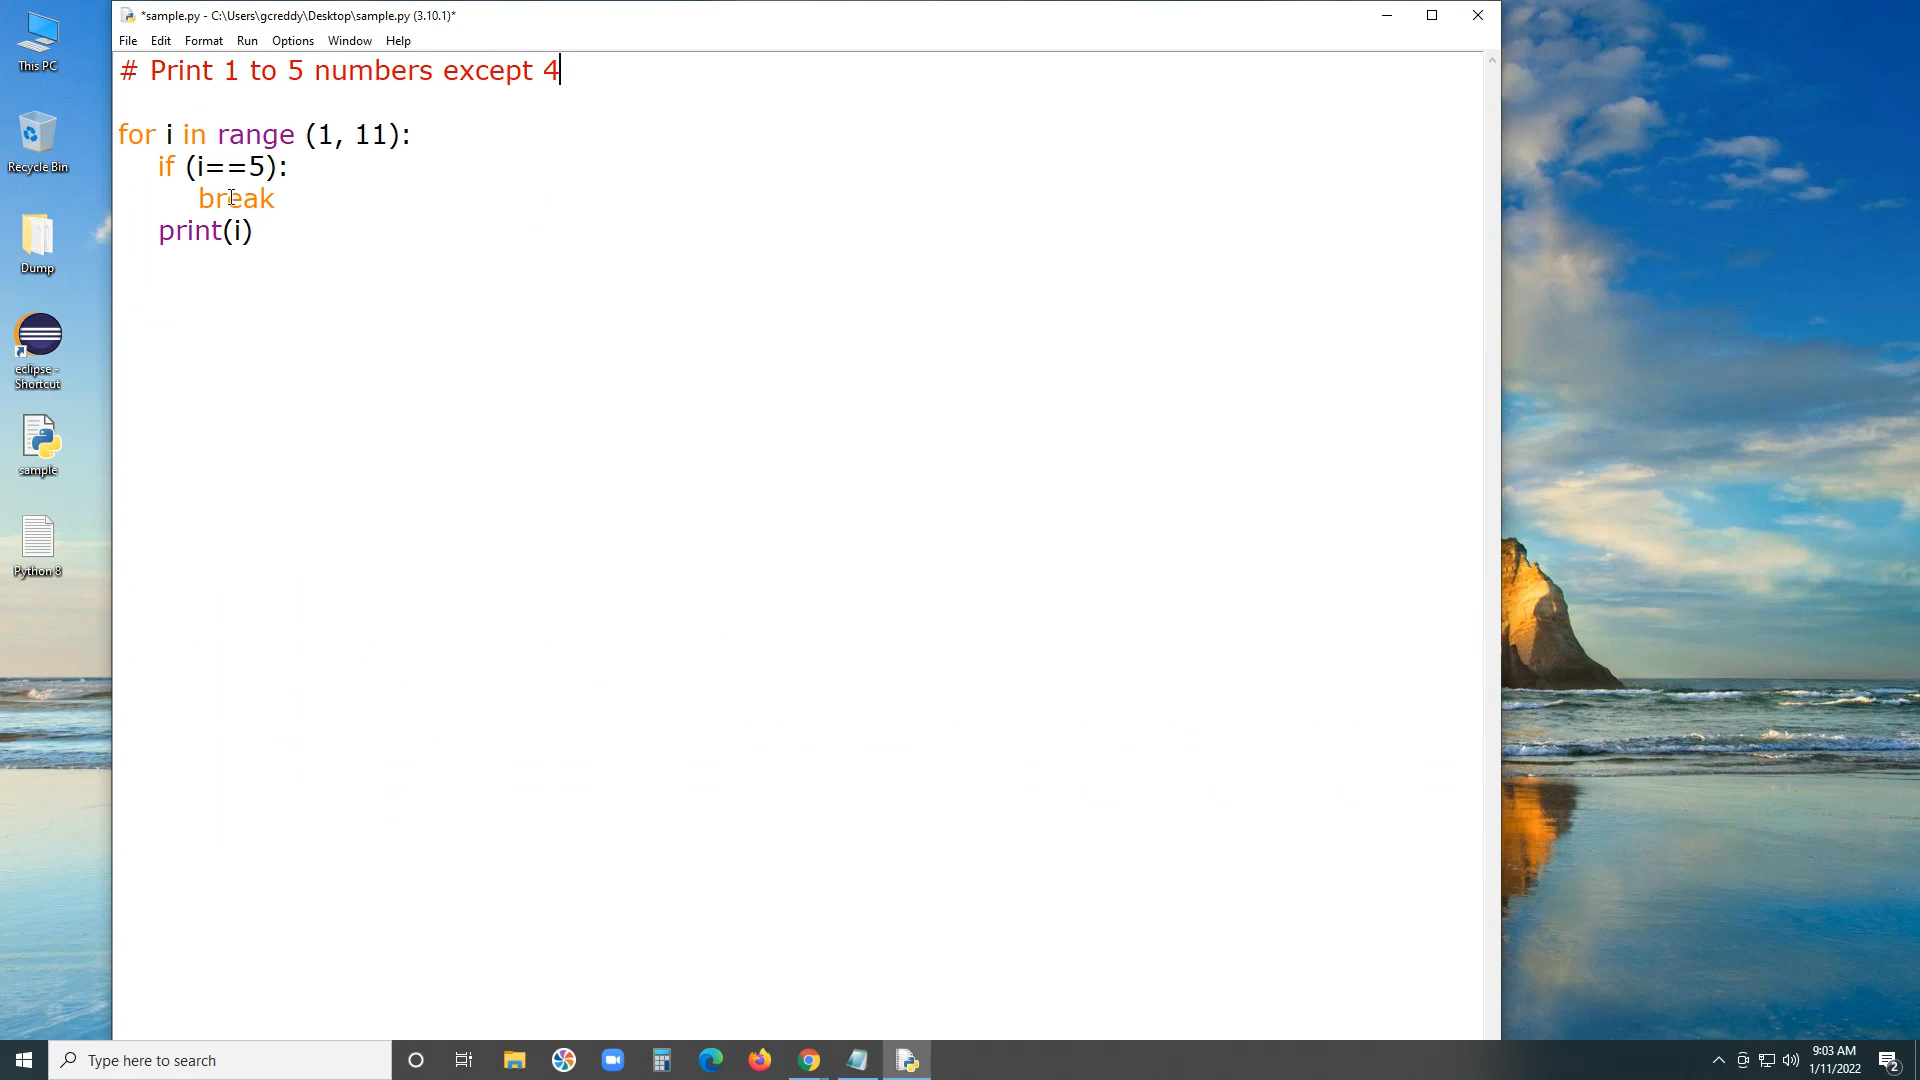 *sample.py - C:\Users\gcreddy\Desktop\sample.py (3.10.1)*
File Edit Format Run Options Window Help
# Print 1 to 5 numbers except 4
for i in range (1, 11):
if (i==5):
break
print(i)
This PC
Recycle Bin
Dump
eclipse -
Shortcut
sample
Python 8
Type here to search
9:03 AM
1/11/2022
2